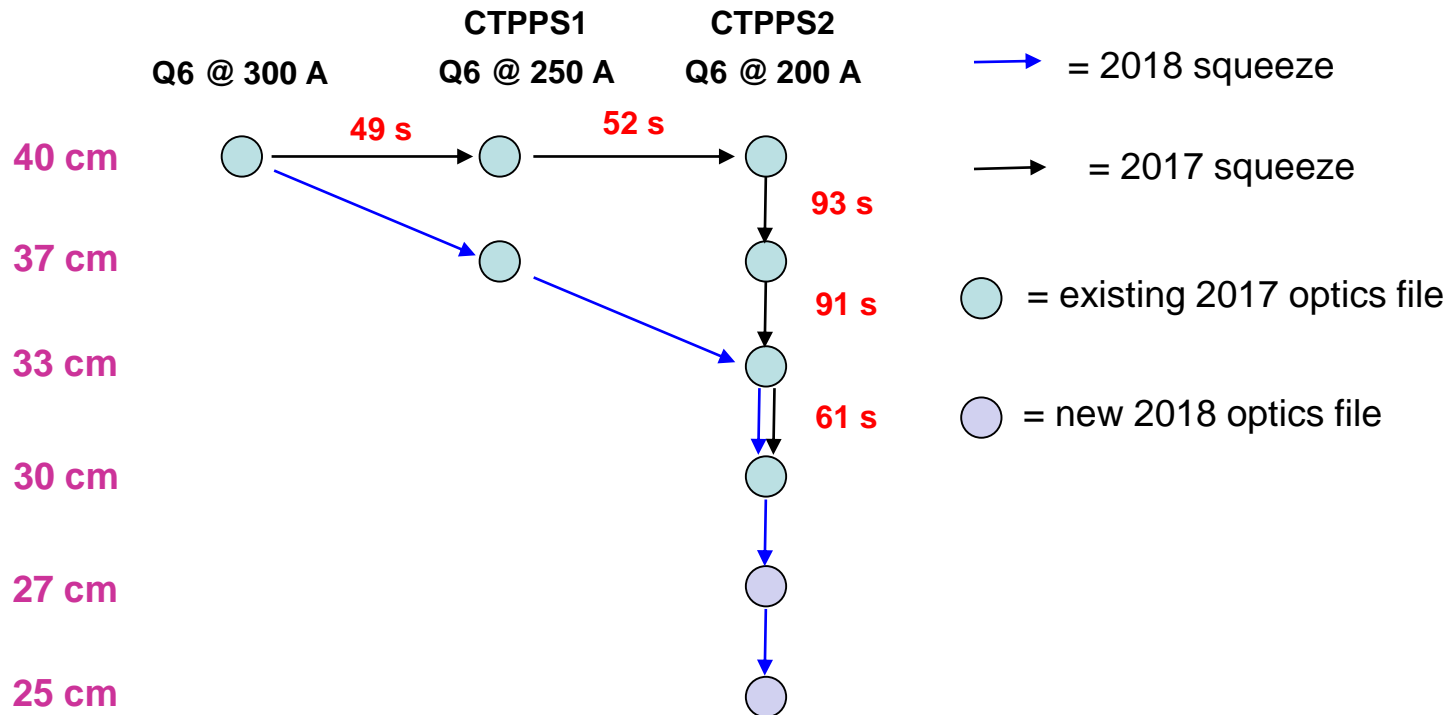 CTPPS1
CTPPS2
Q6 @ 300 A
Q6 @ 250 A
Q6 @ 200 A
= 2018 squeeze
49 s
52 s
40 cm
= 2017 squeeze
93 s
37 cm
= existing 2017 optics file
91 s
33 cm
61 s
= new 2018 optics file
30 cm
27 cm
25 cm